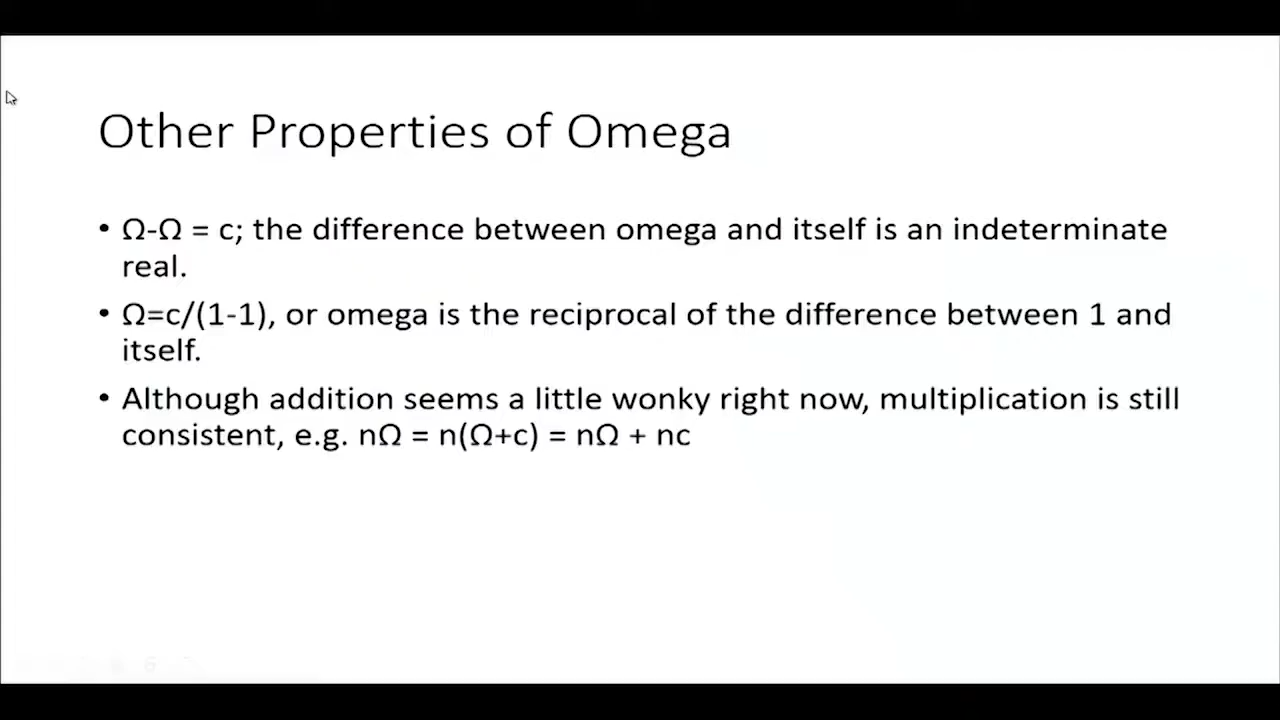 Other Properties of Omega
• Ω-Ω = c; the difference between omega and itself is an indeterminate
real.
• Ω=c/(1-1), or omega is the reciprocal of the difference between 1 and
itself.
• Although addition seems a little wonky right now, multiplication is still
consistent, e.g. nΩ = n(Ω+c) = nΩ + nc